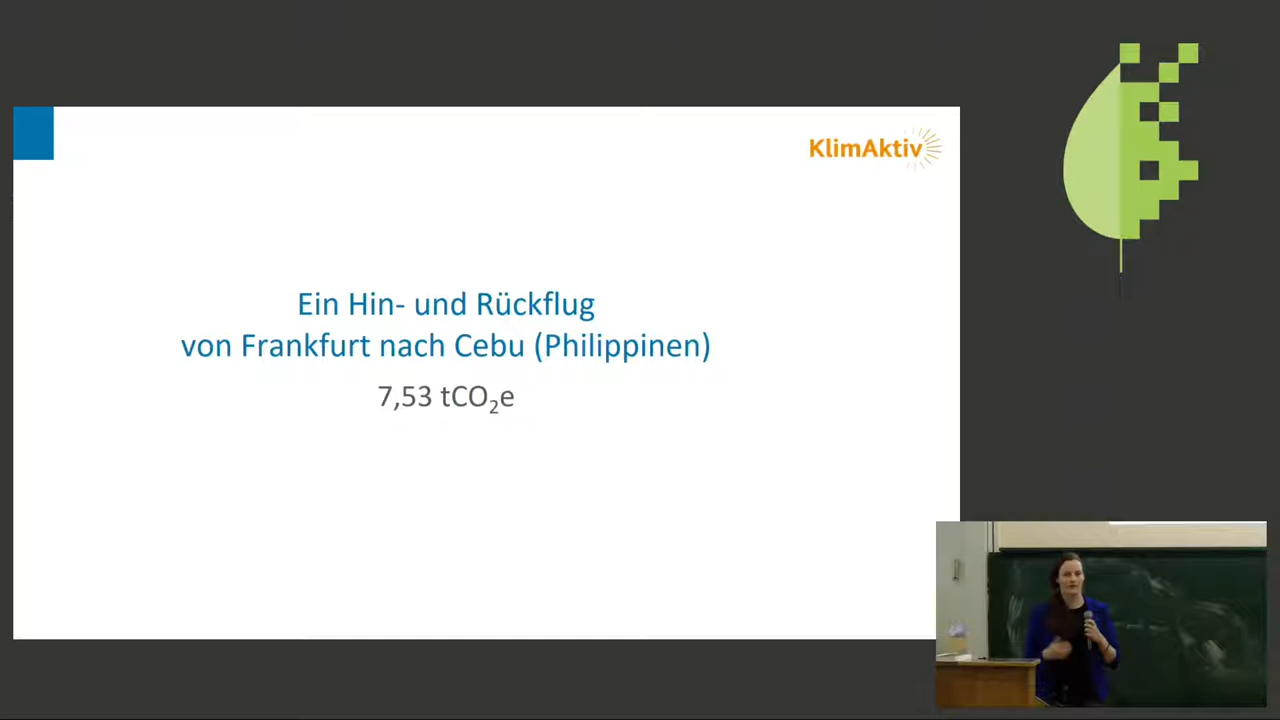 KlimAktiv
Ein Hin- und Rückflug
von Frankfurt nach Cebu (Philippinen)
7,53 tCO₂e